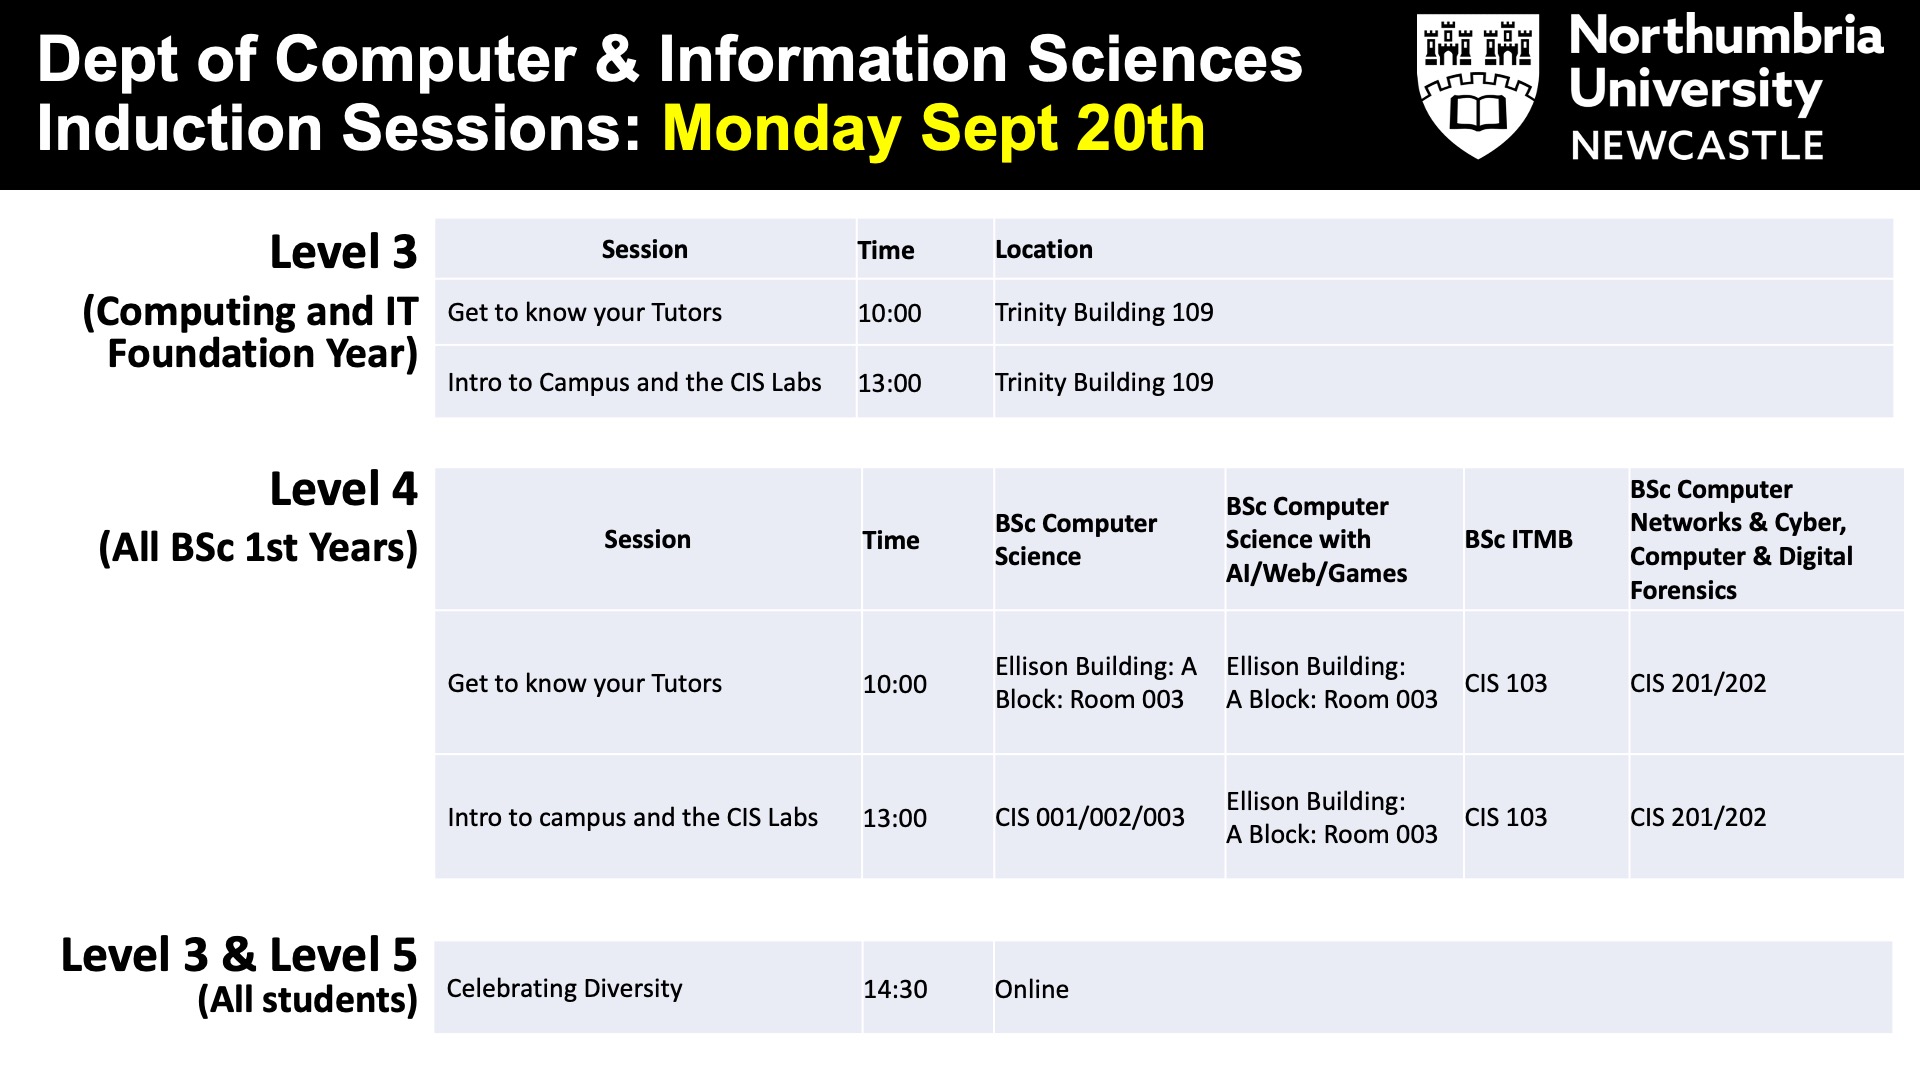 Dept of Computer & Information Sciences
Induction Sessions: Monday Sept 20th
Northumbria
University
NEWCASTLE
Level 3
(Computing and IT
Foundation Year)
Session Time Location
Get to know your Tutors 10:00 Trinity Building 109
Intro to Campus and the CIS Labs 13:00 Trinity Building 109
Level 4
(All BSc 1st Years)
Session
Time
BSc Computer
Science
BSc Computer
Science with
AI/Web/Games
BSc ITMB
BSc Computer
Networks & Cyber,
Computer & Digital
Forensics
Get to know your Tutors
10:00
Ellison Building: A
Block: Room 003
Ellison Building:
A Block: Room 003
CIS 103
CIS 201/202
Intro to campus and the CIS Labs
13:00
CIS 001/002/003
Ellison Building:
A Block: Room 003
CIS 103
CIS 201/202
Level 3 & Level 5
(All students)
Celebrating Diversity 14:30 Online